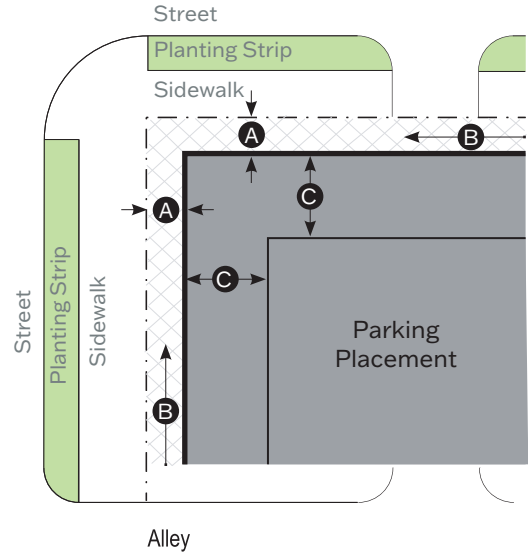 Street
Planting Strip
Sidewalk
A
B
A
C
C
Street
Planting Strip
Sidewalk
Parking
Placement
B
Alley